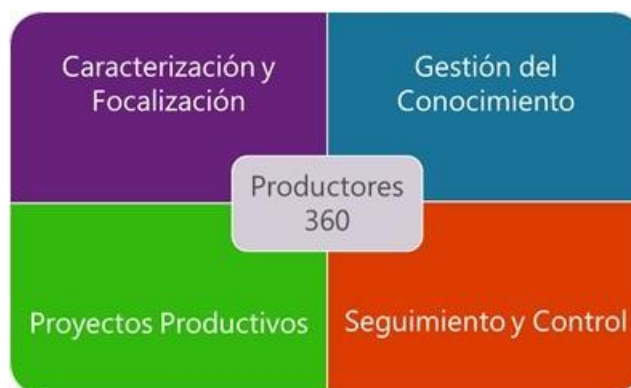 Caracterización y
Focalización
Gestión del
Conocimiento
Productores
360
Proyectos Productivos
Seguimiento y Control